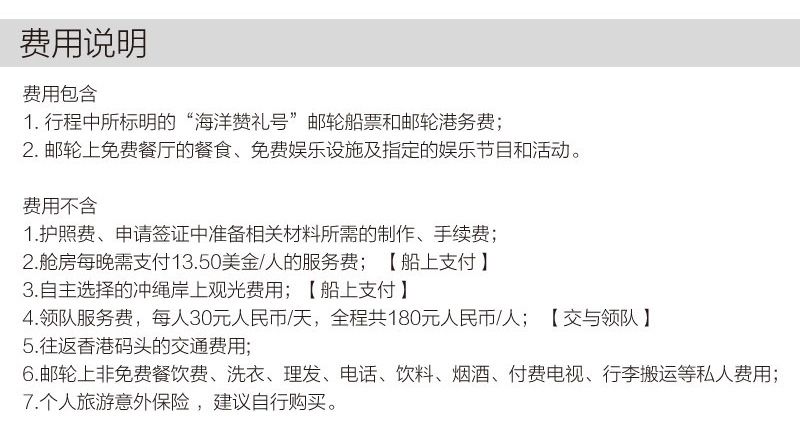 费用说明
费用包含
1. 行程中所标明的“海洋赞礼号”邮轮船票和邮轮港务费；
2. 邮轮上免费餐厅的餐食、免费娱乐设施及指定的娱乐节目和活动。
费用不含
1.护照费、申请签证中准备相关材料所需的制作、手续费；
2.舱房每晚需支付13.50美金/人的服务费；【船上支付】
3.自主选择的冲绳岸上观光费用；【船上支付】
4.领队服务费，每人30元人民币/天，全程共180元人民币/人；【交与领队】
5.往返香港码头的交通费用；
6.邮轮上非免费餐饮费、洗衣、理发、电话、饮料、烟酒、付费电视、行李搬运等私人费用；
7.个人旅游意外保险 ，建议自行购买。